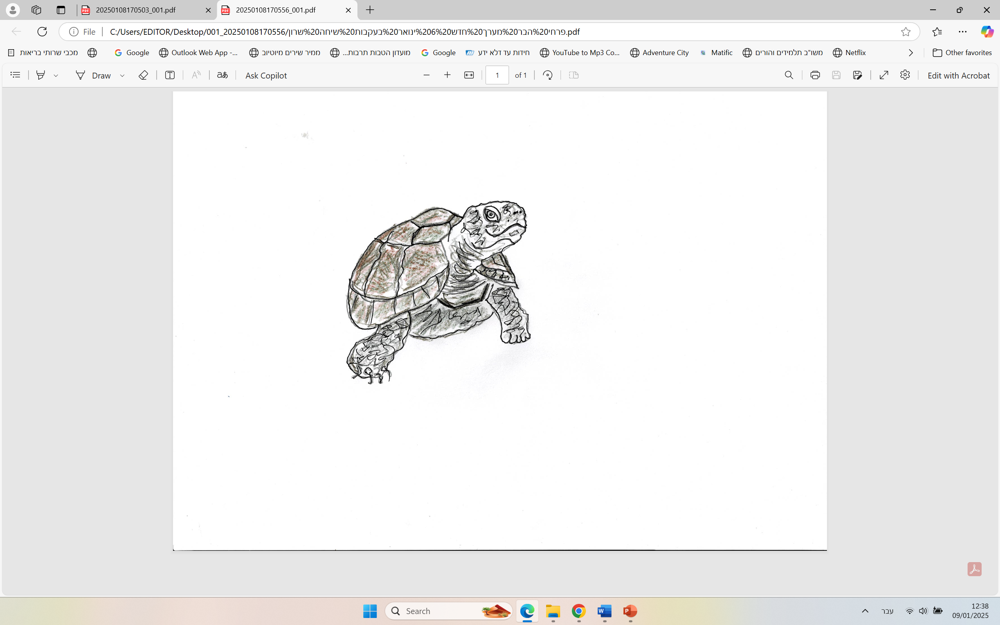 20250108170503_001.pdf
20250108170556_001.pdf
File
C:/Users/EDITOR/Desktop/001_20250108170556/פרחי%20הבר%20מערך%20חדש%206%20ינואר%20בעקבות%20שיחה%20שרון.pdf
מכבי שרותי בריאות
Google
Outlook Web App -...
ממיר שירים מיוטיוב
מועדון הטבות תרבות...
Google
חידות עד דלא ידע
YouTube to Mp3 Co...
Adventure City
Matific
משו"ב תלמידים והורים
Netflix
Other favorites
Draw
aあ
Ask Copilot
1 of 1
Edit with Acrobat
Search
עבר
12:38
09/01/2025